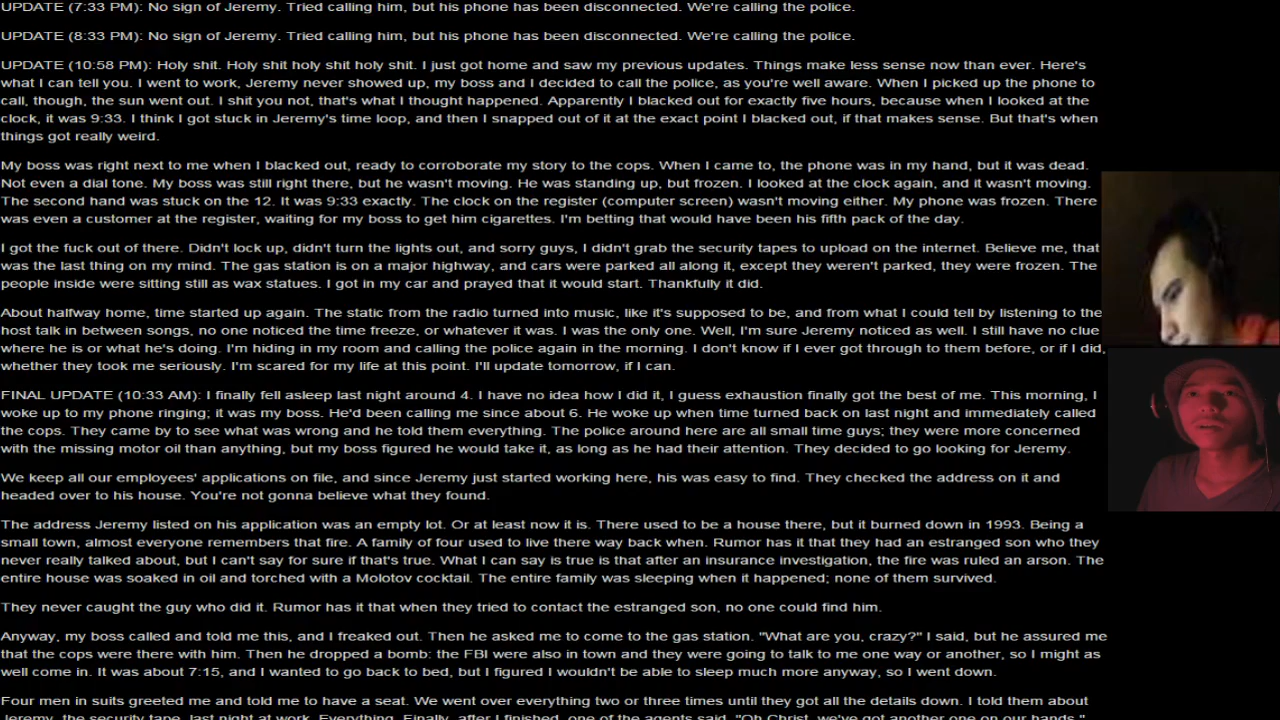 UPDATE (7:33 PM): No sign of Jeremy. Tried calling him, but his phone has been disconnected. We're calling the police.
UPDATE (8:33 PM): No sign of Jeremy. Tried calling him, but his phone has been disconnected. We're calling the police.
UPDATE (10:58 PM): Holy shit. Holy shit holy shit holy shit. I just got home and saw my previous updates. Things make less sense now than ever. Here's
what I can tell you. I went to work, Jeremy never showed up, my boss and I decided to call the police, as you're well aware. When I picked up the phone to
call, though, the sun went out. I shit you not, that's what I thought happened. Apparently I blacked out for exactly five hours, because when I looked at the
clock, it was 9:33. I think I got stuck in Jeremy's time loop, and then I snapped out of it at the exact point I blacked out, if that makes sense. But that's when
things got really weird.
My boss was right next to me when I blacked out, ready to corroborate my story to the cops. When I came to, the phone was in my hand, but it was dead.
Not even a dial tone. My boss was still right there, but he wasn't moving. He was standing up, but frozen. I looked at the clock again, and it wasn't moving.
The second hand was stuck on the 12. It was 9:33 exactly. The clock on the register (computer screen) wasn't moving either. My phone was frozen. There
was even a customer at the register, waiting for my boss to get him cigarettes. I'm betting that would have been his fifth pack of the day.
I got the fuck out of there. Didn't lock up, didn't turn the lights out, and sorry guys, I didn't grab the security tapes to upload on the internet. Believe me, that
was the last thing on my mind. The gas station is on a major highway, and cars were parked all along it, except they weren't parked, they were frozen. The
people inside were sitting still as wax statues. I got in my car and prayed that it would start. Thankfully it did.
About halfway home, time started up again. The static from the radio turned into music, like it's supposed to be, and from what I could tell by listening to the
host talk in between songs, no one noticed the time freeze, or whatever it was. I was the only one. Well, I'm sure Jeremy noticed as well. I still have no clue
where he is or what he's doing. I'm hiding in my room and calling the police again in the morning. I don't know if I ever got through to them before, or if I did,
whether they took me seriously. I'm scared for my life at this point. I'll update tomorrow, if I can.
FINAL UPDATE (10:33 AM): I finally fell asleep last night around 4. I have no idea how I did it, I guess exhaustion finally got the best of me. This morning, I
woke up to my phone ringing; it was my boss. He'd been calling me since about 6. He woke up when time turned back on last night and immediately called
the cops. They came by to see what was wrong and he told them everything. The police around here are all small time guys; they were more concerned
with the missing motor oil than anything, but my boss figured he would take it, as long as he had their attention. They decided to go looking for Jeremy.
We keep all our employees' applications on file, and since Jeremy just started working here, his was easy to find. They checked the address on it and
headed over to his house. You're not gonna believe what they found.
The address Jeremy listed on his application was an empty lot. Or at least now it is. There used to be a house there, but it burned down in 1993. Being a
small town, almost everyone remembers that fire. A family of four used to live there way back when. Rumor has it that they had an estranged son who they
never really talked about, but I can't say for sure if that's true. What I can say is true is that after an insurance investigation, the fire was ruled an arson. The
entire house was soaked in oil and torched with a Molotov cocktail. The entire family was sleeping when it happened; none of them survived.
They never caught the guy who did it. Rumor has it that when they tried to contact the estranged son, no one could find him.
Anyway, my boss called and told me this, and I freaked out. Then he asked me to come to the gas station. "What are you, crazy?" I said, but he assured me
that the cops were there with him. Then he dropped a bomb: the FBI were also in town and they were going to talk to me one way or another, so I might as
well come in. It was about 7:15, and I wanted to go back to bed, but I figured I wouldn't be able to sleep much more anyway, so I went down.
Four men in suits greeted me and told me to have a seat. We went over everything two or three times until they got all the details down. I told them about
Jeremy, the security tape, last night at work. Everything. Finally, after I finished, one of the agents said, "Oh Christ, we've got another one on our hands."